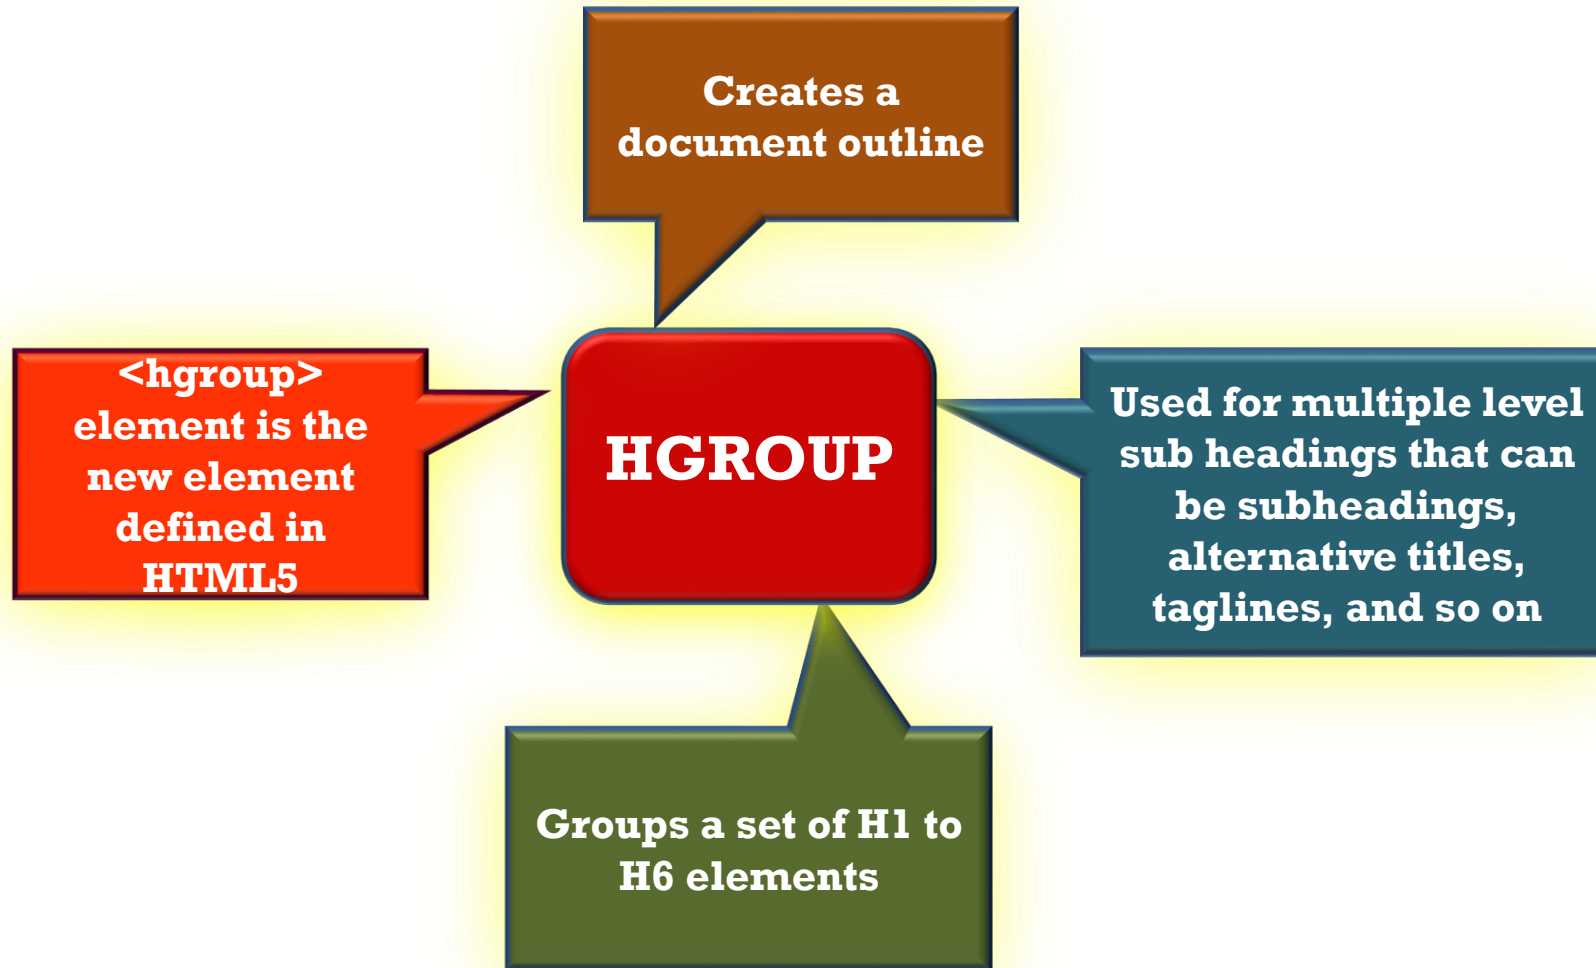 Creates a
document outline
<hgroup>
element is the
new element
defined in
HTML5
HGROUP
Used for multiple level
sub headings that can
be subheadings,
alternative titles,
taglines, and so on
Groups a set of H1 to
H6 elements